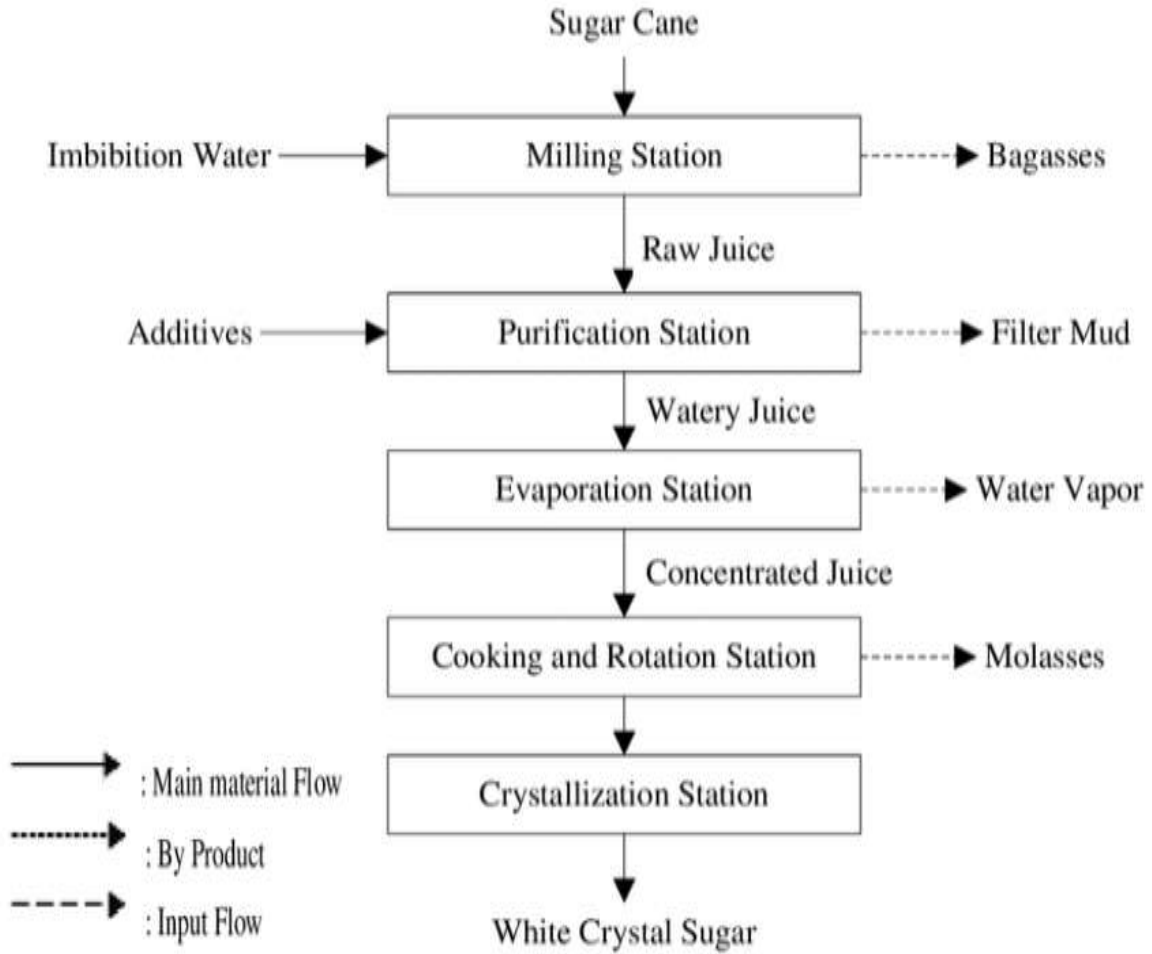 Sugar Cane
Imbibition Water
Milling Station
Bagasses
Raw Juice
Additives
Purification Station
Filter Mud
Watery Juice
Evaporation Station
Water Vapor
Concentrated Juice
Cooking and Rotation Station
Molasses
Crystallization Station
White Crystal Sugar
: Main material Flow
: By Product
: Input Flow